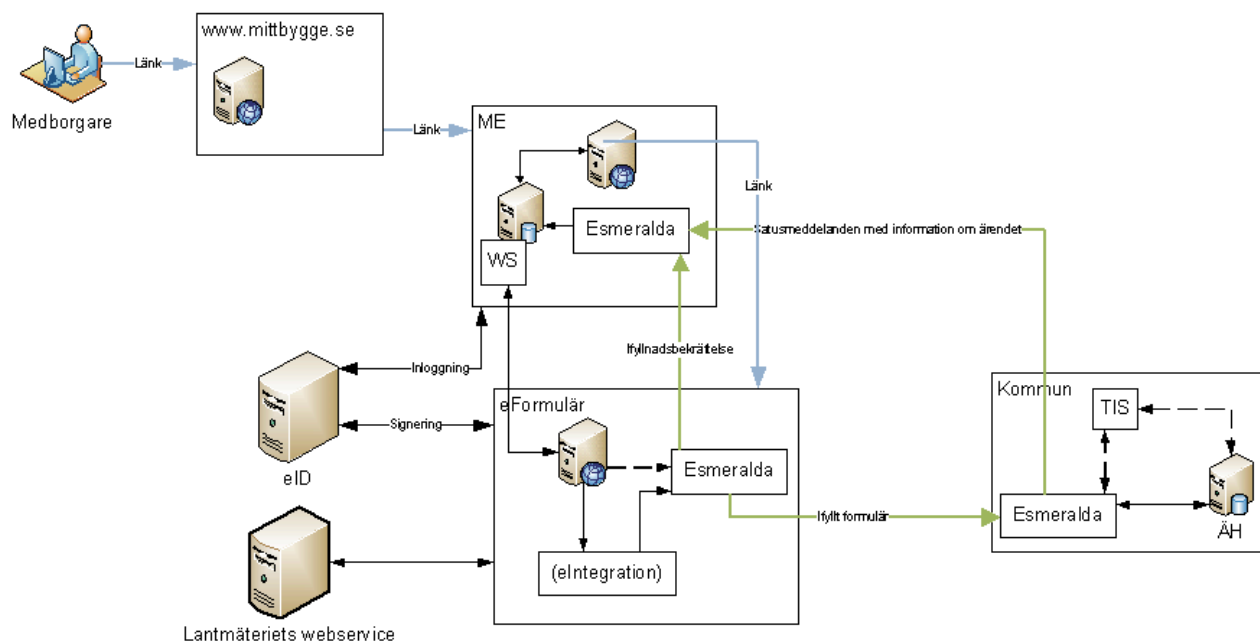 www.mittbygge.se
Länk
Medborgare
Länk
ME
Länk
Esmeralda
Satusmeddelanden med information om ärendet
WS
Ifyllnadsbekräftelse
Inloggning
Kommun
eFormulär
TIS
Signering
eID
Esmeralda
Ifyllt formulär
Esmeralda
ÄH
(eIntegration)
Lantmäteriets webservice